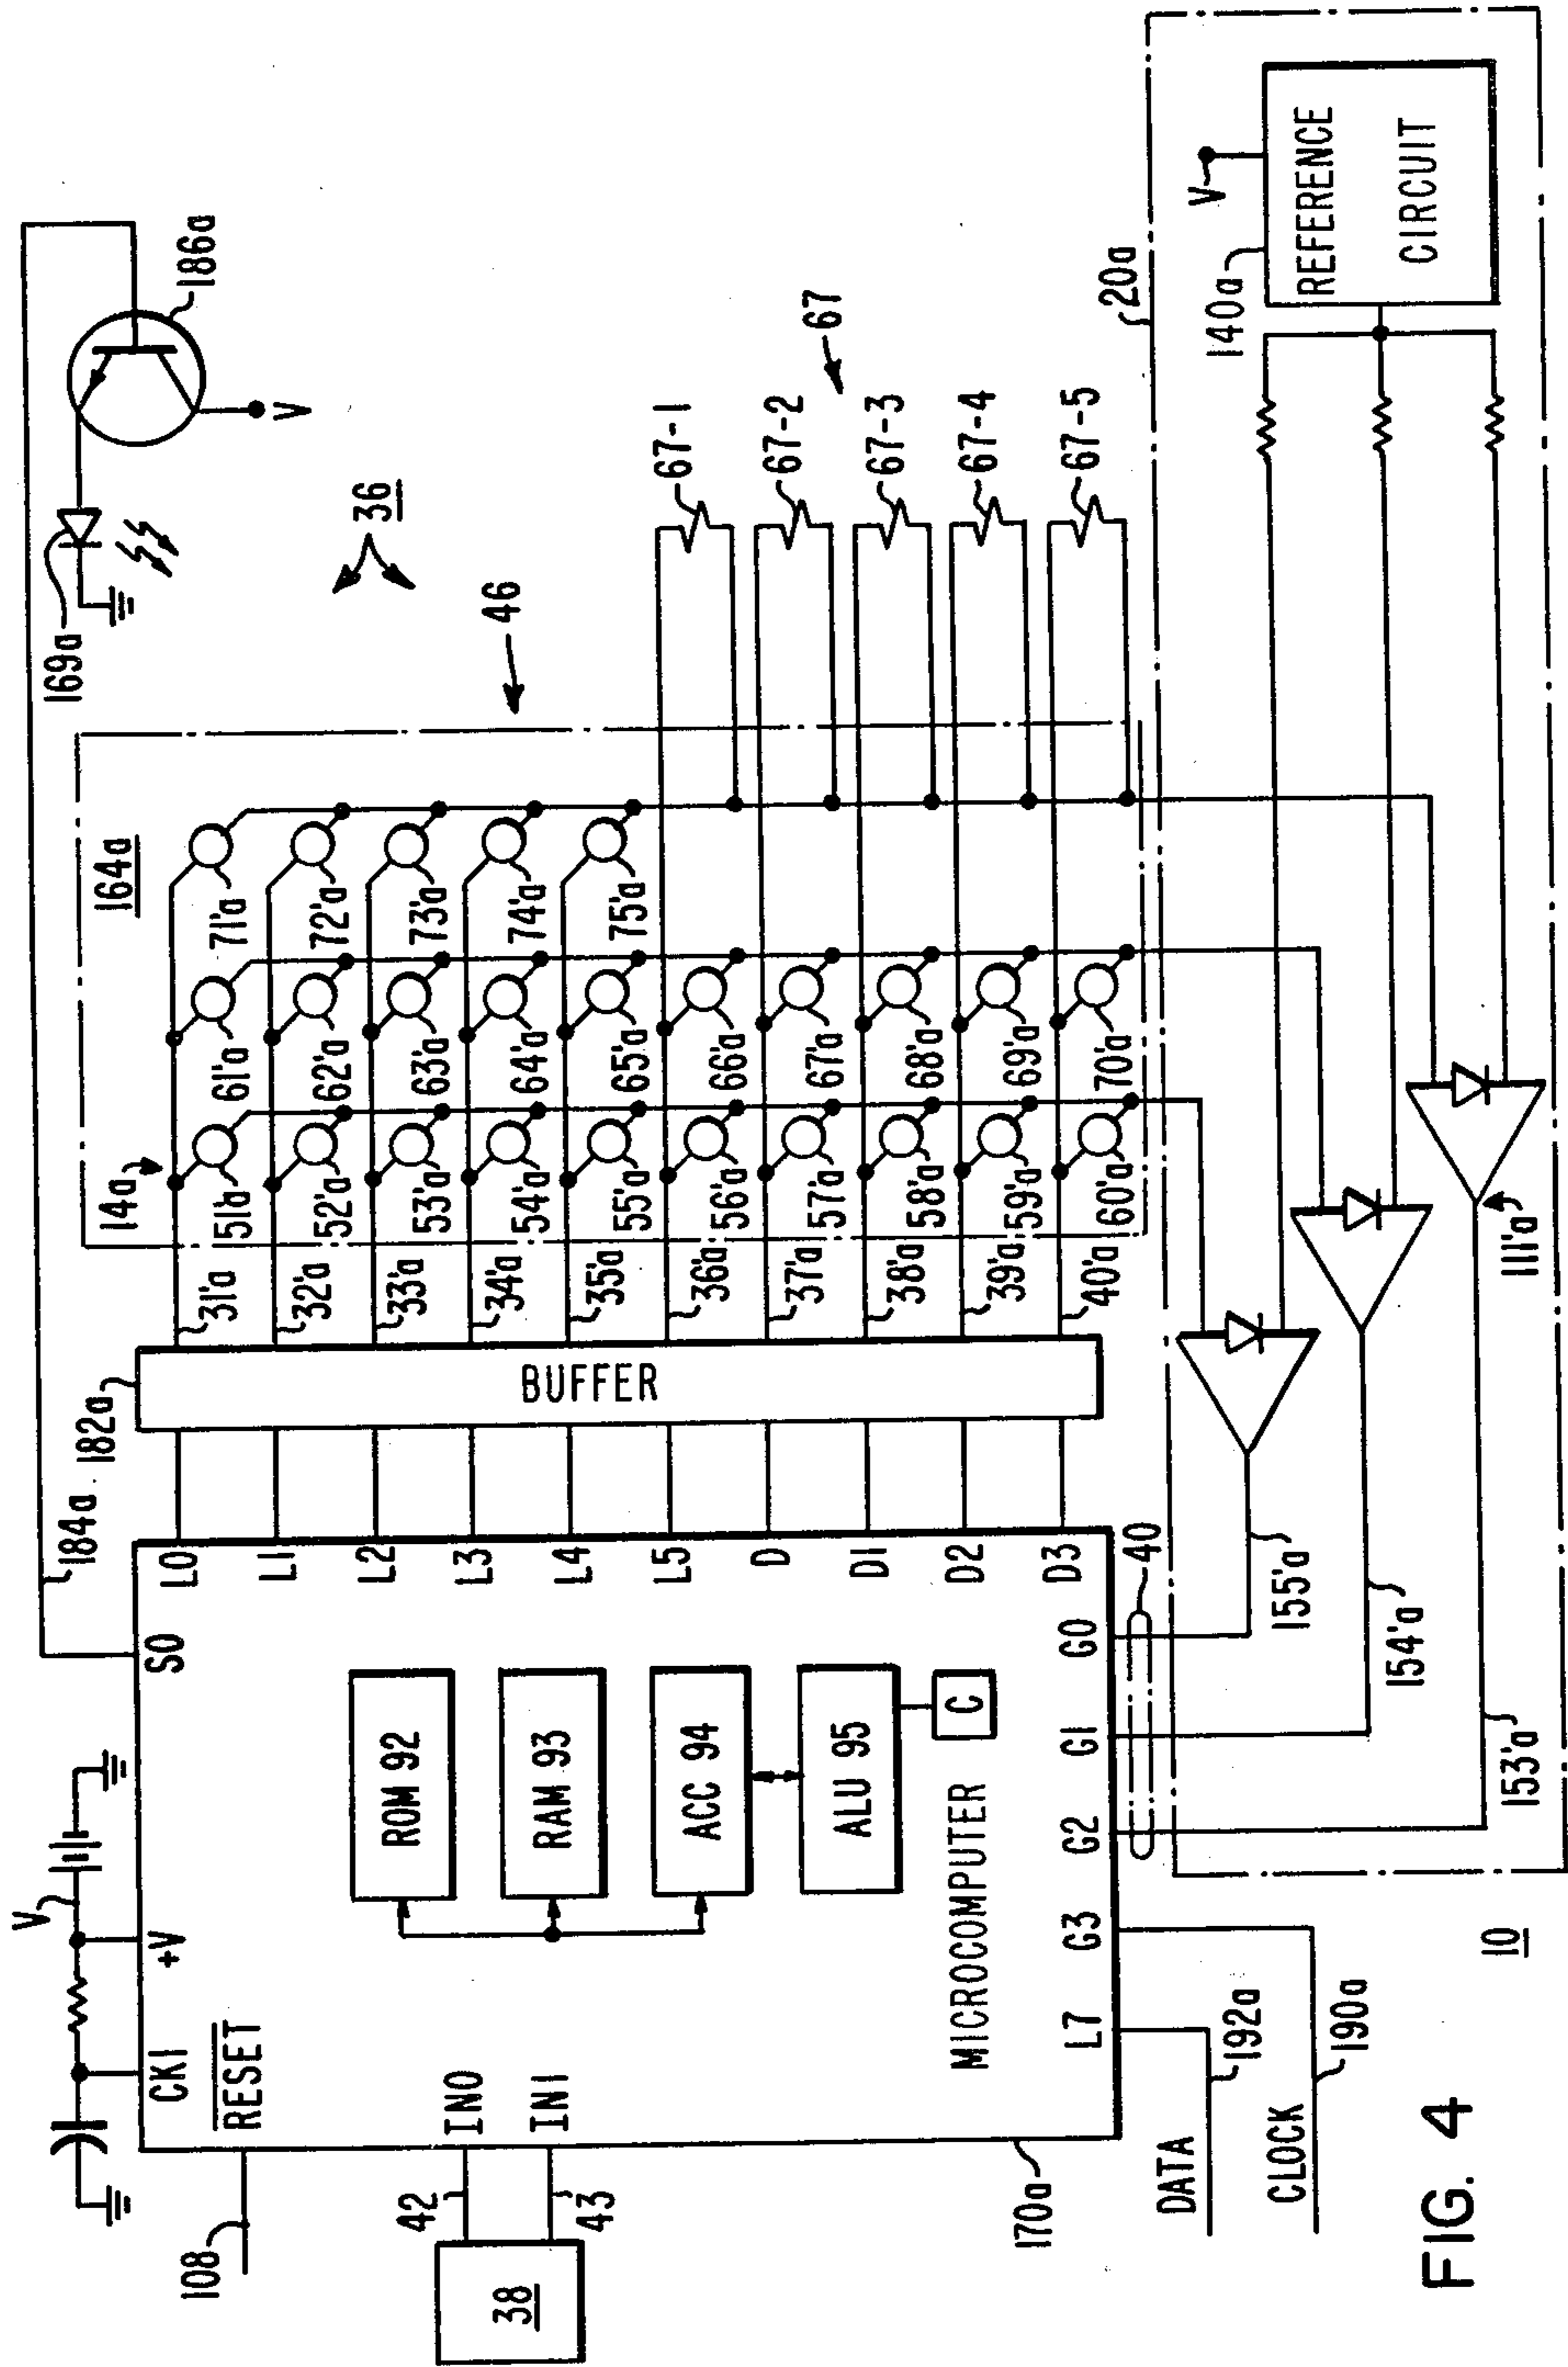 V
184a
182a
+V
CKI
SO
RESET
108
IN0
IN1
42
43
38
170a
ROM 92
RAM 93
ACC 94
ALU 95
C
MICROCOMPUTER
L0
L1
L2
L3
L4
L5
D
D1
D2
D3
L7
G3
G2
G1
G0
40
DATA
192a
CLOCK
190a
BUFFER
31'a
32'a
33'a
34'a
35'a
36'a
37'a
38'a
39'a
40'a
14a
164a
51'a
61'a
71'a
52'a
62'a
72'a
53'a
63'a
73'a
54'a
64'a
74'a
55'a
65'a
75'a
56'a
66'a
57'a
67'a
58'a
68'a
59'a
69'a
60'a
70'a
46
36
169a
186a
V
67-1
67-2
67-3
67-4
67-5
67
20a
V
140a
REFERENCE
CIRCUIT
155'a
154'a
153'a
111'a
10
FIG. 4